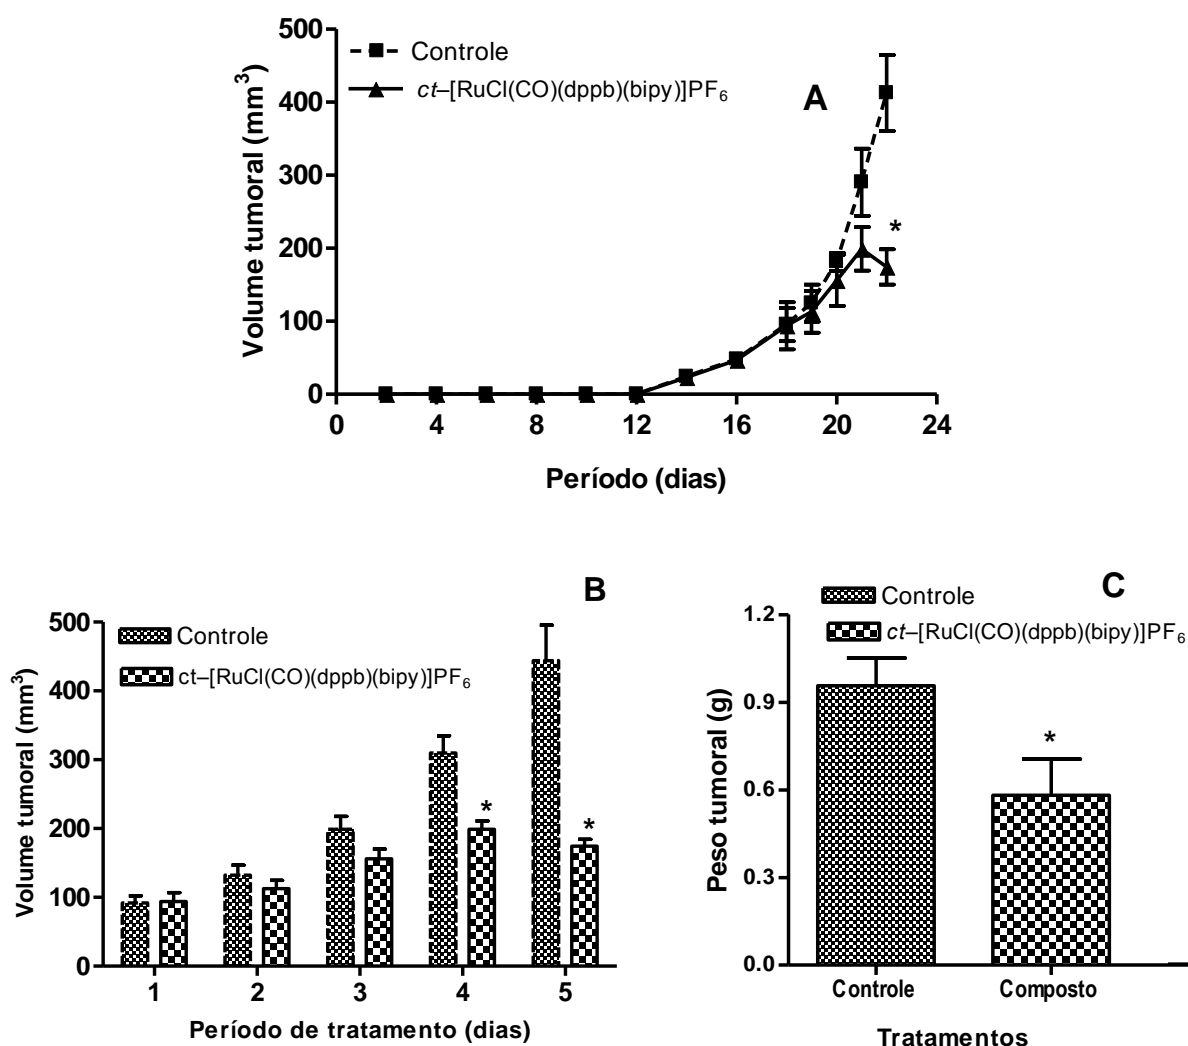 500
400
300
200
100
0
Volume tumoral (mm³)
Controle
ct–[RuCl(CO)(dppb)(bipy)]PF₆
A
*
0 4 8 12 16 20 24
Período (dias)
B
500
400
300
200
100
0
Volume tumoral (mm³)
Controle
ct–[RuCl(CO)(dppb)(bipy)]PF₆
*
*
1 2 3 4 5
Período de tratamento (dias)
C
Controle
ct–[RuCl(CO)(dppb)(bipy)]PF₆
1.2
0.9
0.6
0.3
0.0
Peso tumoral (g)
*
Controle Composto
Tratamentos